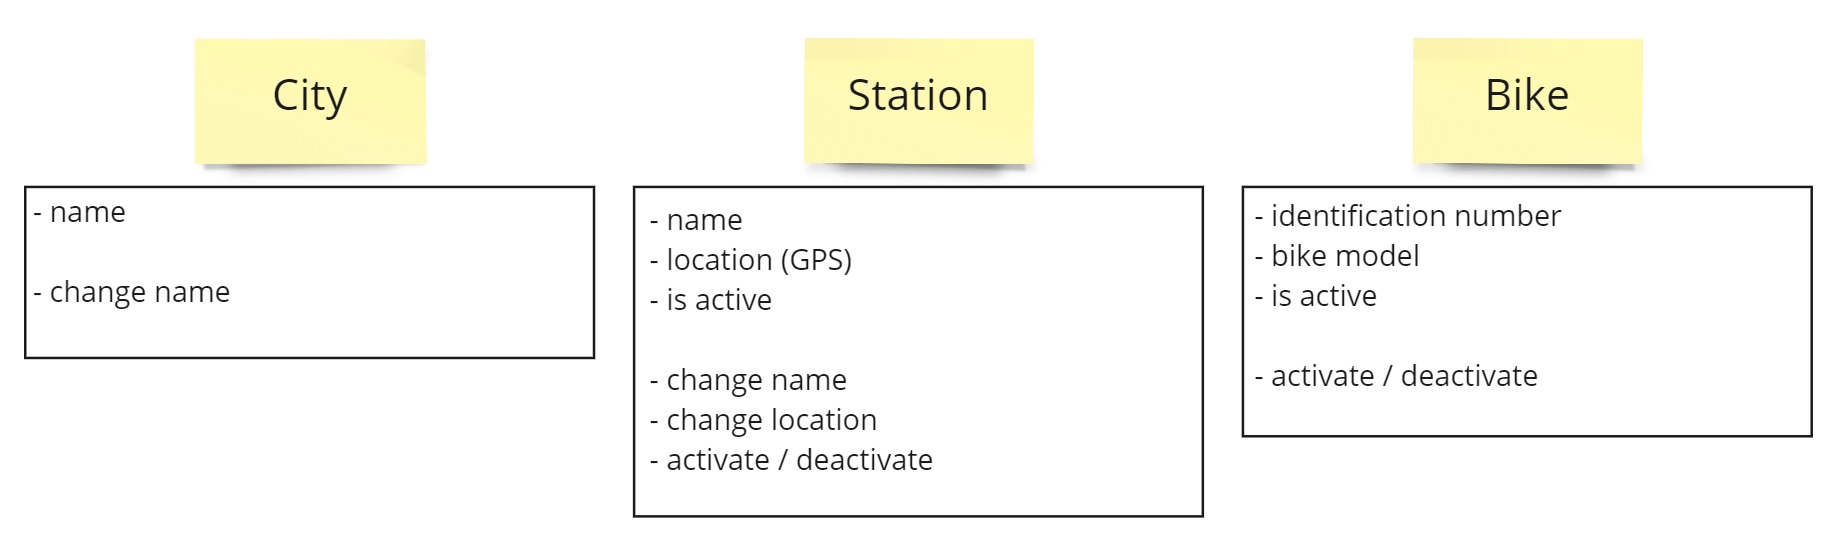 City
- name
- change name
Station
- name
- location (GPS)
- is active
- change name
- change location
- activate / deactivate
Bike
- identification number
- bike model
- is active
- activate / deactivate